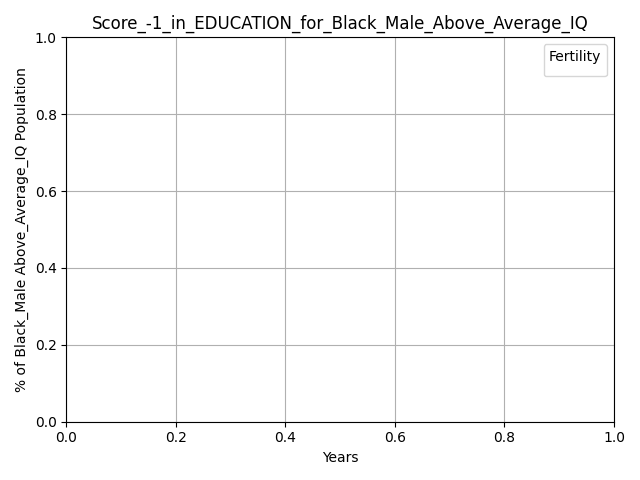 Score_-1_in_EDUCATION_for_Black_Male_Above_Average_IQ
Fertility
% of Black_Male Above_Average_IQ Population
1.0
0.8
0.6
0.4
0.2
0.0
0.0 0.2 0.4 0.6 0.8 1.0
Years